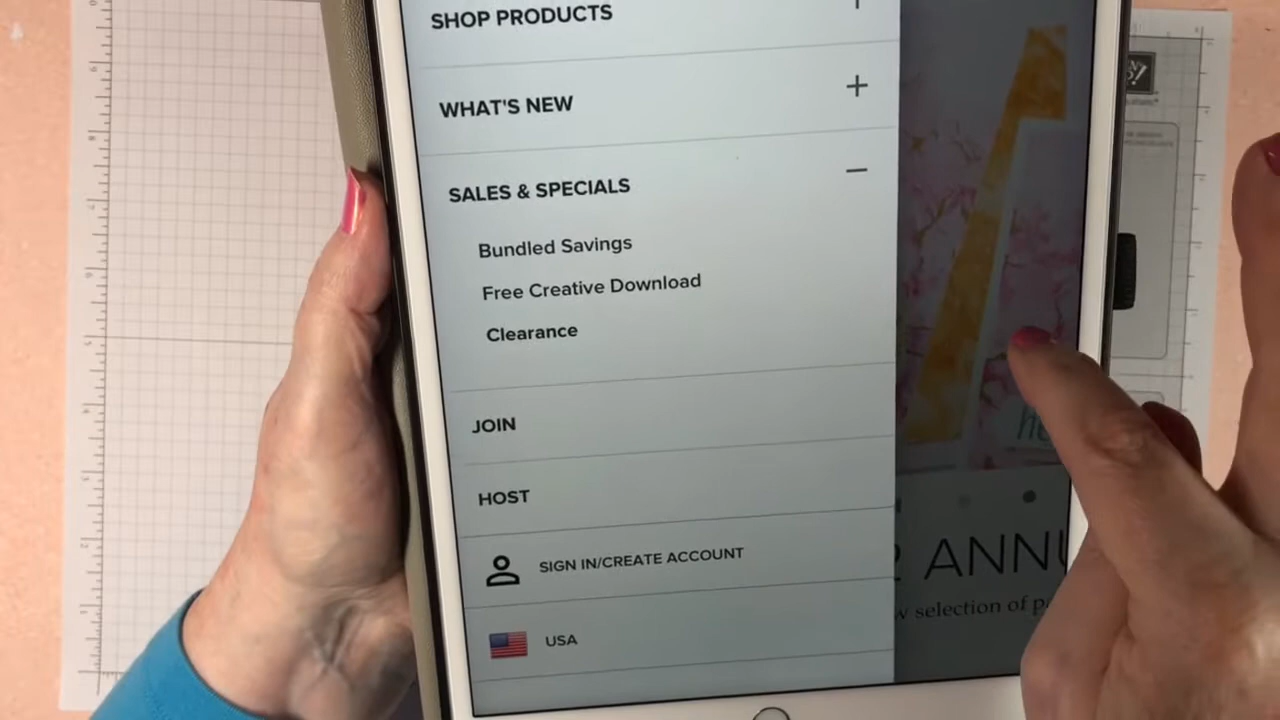 SHOP PRODUCTS
WHAT'S NEW
SALES & SPECIALS
Bundled Savings
Free Creative Download
Clearance
JOIN
HOST
SIGN IN/CREATE ACCOUNT
USA
ANNU
selection of